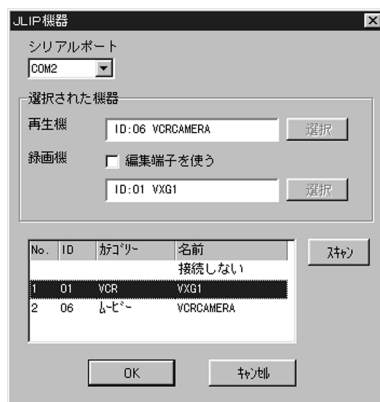 JLIP機器
シリアルポート
COM2
選択された機器
再生機 ID:06 VCRCAMERA 選択
録画機 編集端子を使う
ID:01 VXG1 選択
No. ID ｶﾃｺﾞﾘｰ 名前 ｽｷｬﾝ
接続しない
1 01 VCR VXG1
2 06 ﾑｰﾋﾞｰ VCRCAMERA
OK ｷｬﾝｾﾙ